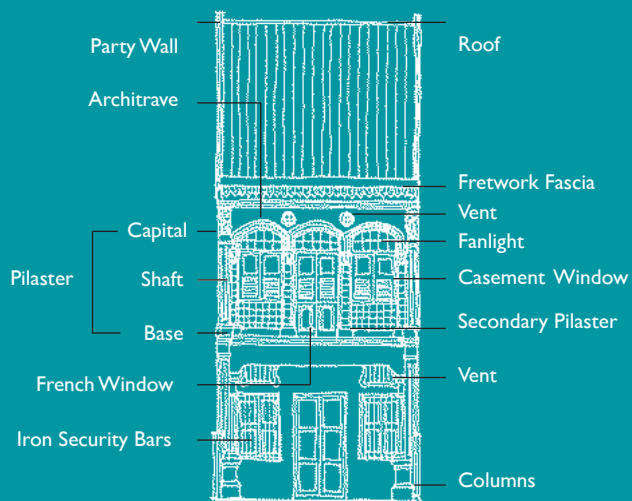 Party Wall
Roof
Architrave
Fretwork Fascia
Vent
Capital
Fanlight
Pilaster
Shaft
Casement Window
Secondary Pilaster
Base
French Window
Vent
Iron Security Bars
Columns